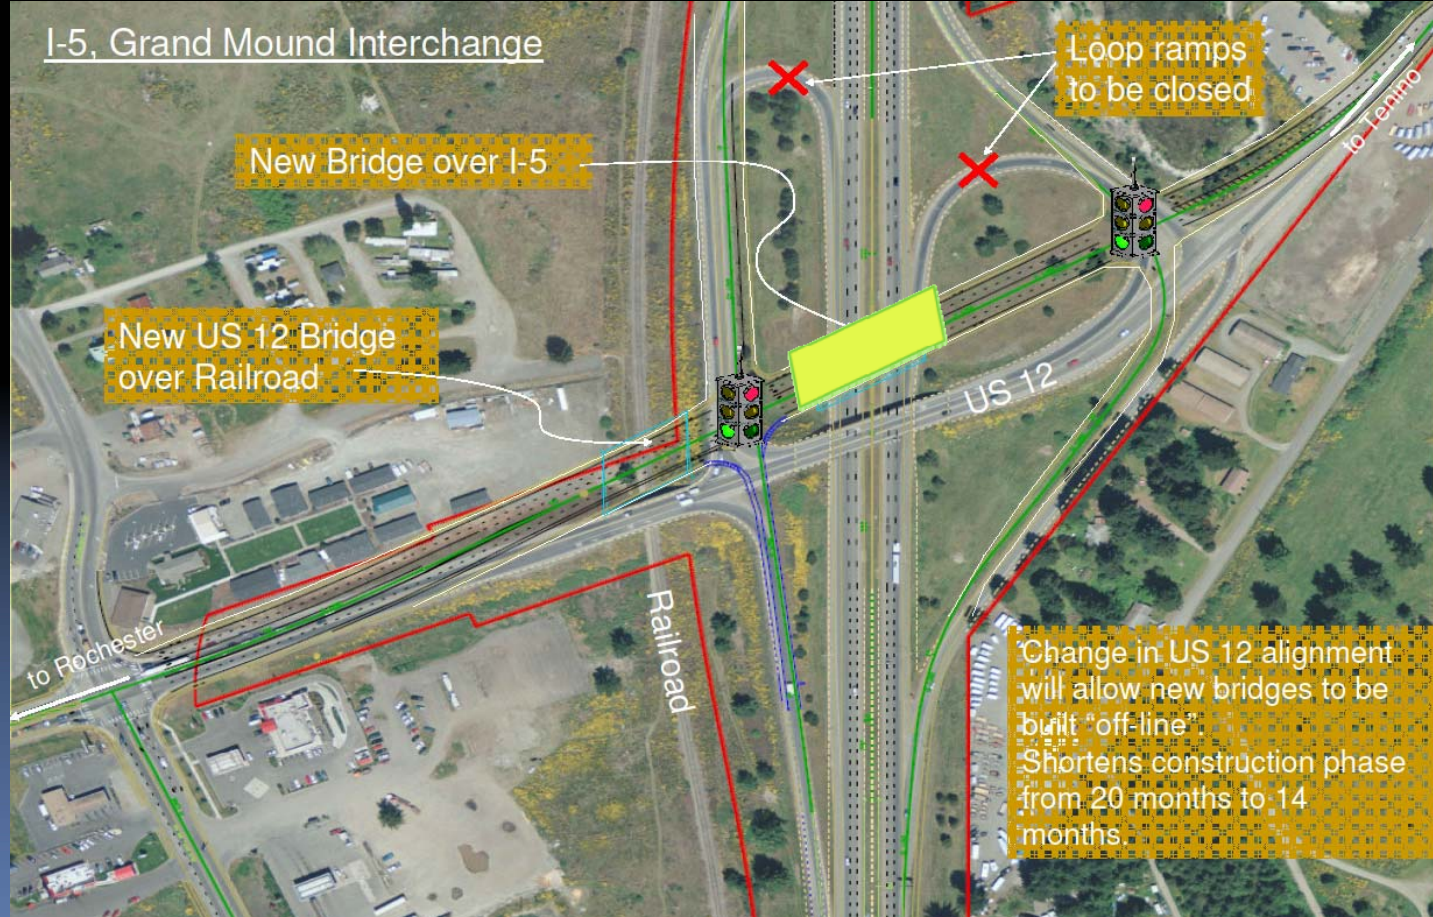 I-5, Grand Mound Interchange
Loop ramps
to be closed
to Tenino
New Bridge over I-5
New US 12 Bridge
over Railroad
US 12
to Rochester
Railroad
Change in US 12 alignment
will allow new bridges to be
built “off-line”.
Shortens construction phase
from 20 months to 14
months.